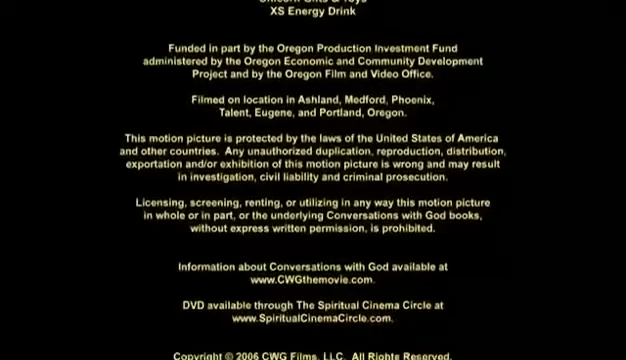 Unicorn Gifts & Toys
XS Energy Drink
Funded in part by the Oregon Production Investment Fund
administered by the Oregon Economic and Community Development
Project and by the Oregon Film and Video Office.
Filmed on location in Ashland, Medford, Phoenix,
Talent, Eugene, and Portland, Oregon.
This motion picture is protected by the laws of the United States of America
and other countries. Any unauthorized duplication, reproduction, distribution,
exportation and/or exhibition of this motion picture is wrong and may result
in investigation, civil liability and criminal prosecution.
Licensing, screening, renting, or utilizing in any way this motion picture
in whole or in part, or the underlying Conversations with God books,
without express written permission, is prohibited.
Information about Conversations with God available at
www.CWGthemovie.com.
DVD available through The Spiritual Cinema Circle at
www.SpiritualCinemaCircle.com.
Copyright © 2006 CWG Films, LLC. All Rights Reserved.